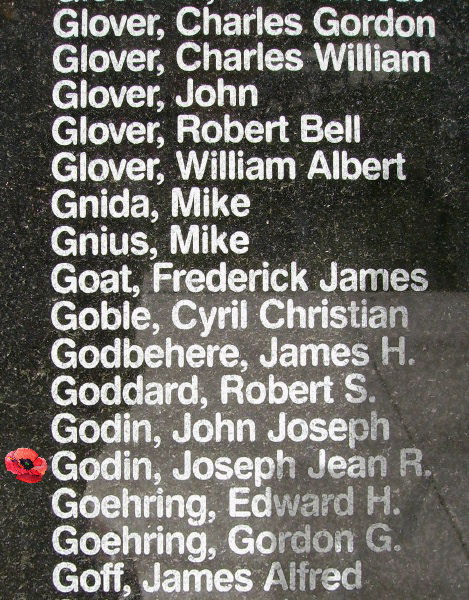 Glover, Charles Gordon
Glover, Charles William
Glover, John
Glover, Robert Bell
Glover, William Albert
Gnida, Mike
Gnius, Mike
Goat, Frederick James
Goble, Cyril Christian
Godbehere, James H.
Goddard, Robert S.
Godin, John Joseph
Godin, Joseph Jean R.
Goehring, Edward H.
Goehring, Gordon G.
Goff, James Alfred